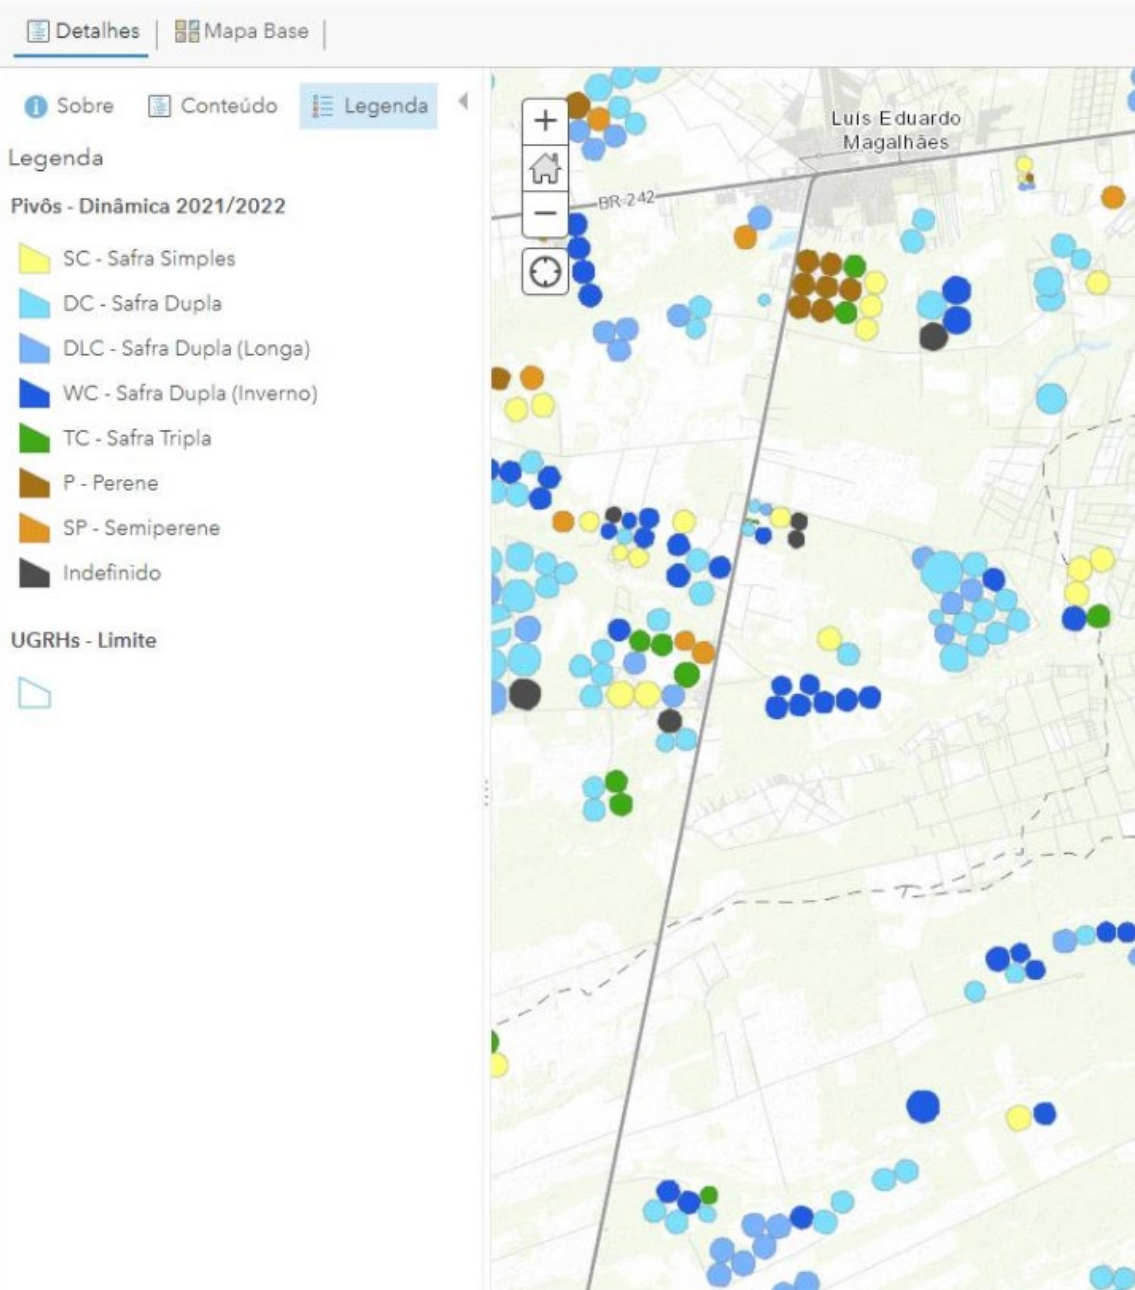 Detalhes
Mapa Base
Sobre
Conteúdo
Legenda
Legenda
Pivôs - Dinâmica 2021/2022
SC - Safra Simples
DC - Safra Dupla
DLC - Safra Dupla (Longa)
WC - Safra Dupla (Inverno)
TC - Safra Tripla
P - Perene
SP - Semiperene
Indefinido
UGRHs - Limite
Luís Eduardo
Magalhães
BR-242